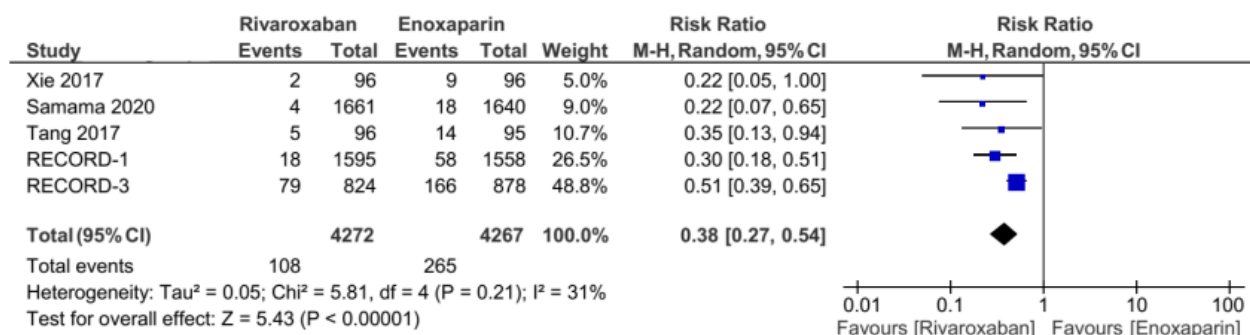 Rivaroxaban Enoxaparin Risk Ratio Risk Ratio
Study Events Total Events Total Weight M-H, Random, 95% CI M-H, Random, 95% CI
Xie 2017 2 96 9 96 5.0% 0.22 [0.05, 1.00]
Samama 2020 4 1661 18 1640 9.0% 0.22 [0.07, 0.65]
Tang 2017 5 96 14 95 10.7% 0.35 [0.13, 0.94]
RECORD-1 18 1595 58 1558 26.5% 0.30 [0.18, 0.51]
RECORD-3 79 824 166 878 48.8% 0.51 [0.39, 0.65]
Total (95% CI) 4272 4267 100.0% 0.38 [0.27, 0.54]
Total events 108 265
Heterogeneity: Tau² = 0.05; Chi² = 5.81, df = 4 (P = 0.21); I² = 31%
Test for overall effect: Z = 5.43 (P < 0.00001)
0.01 0.1 1 10 100
Favours [Rivaroxaban] Favours [Enoxaparin]